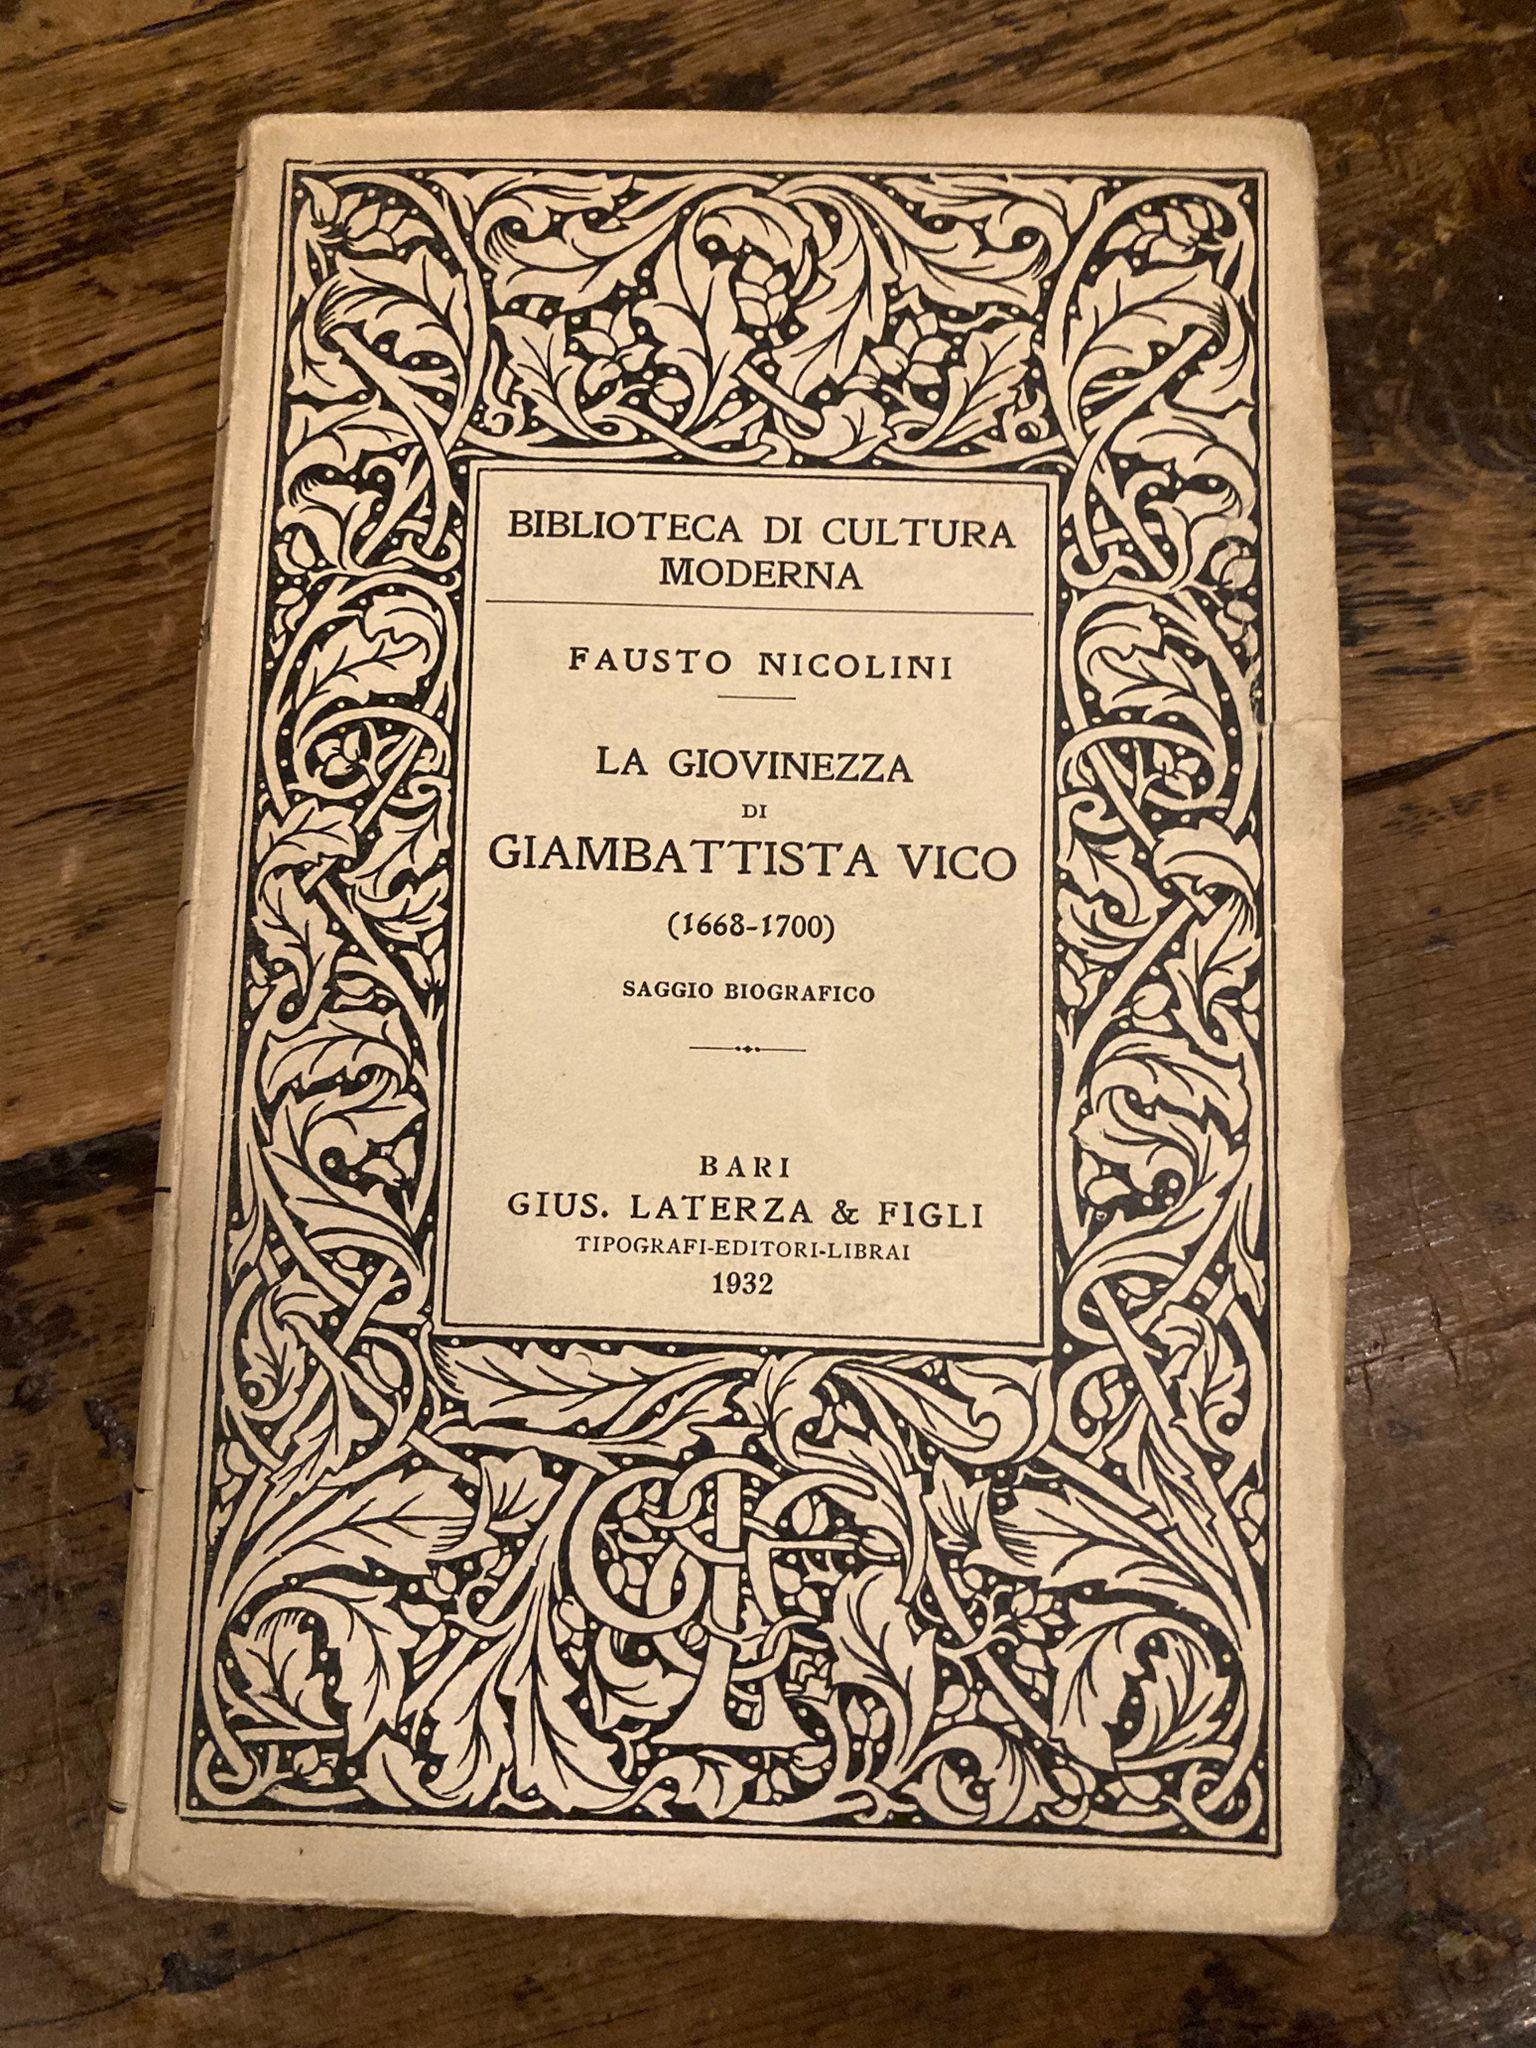 BIBLIOTECA DI CULTURA
MODERNA
FAUSTO NICOLINI
LA GIOVINEZZA
DI
GIAMBATTISTA VICO
(1668-1700)
SAGGIO BIOGRAFICO
BARI
GIUS. LATERZA & FIGLI
TIPOGRAFI-EDITORI-LIBRAI
1932